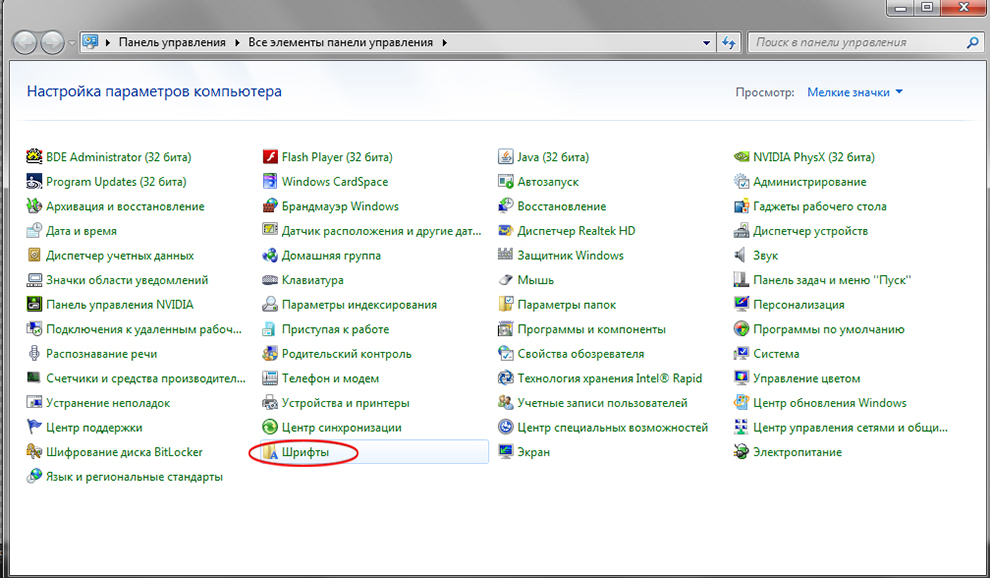 Панель управления Все элементы панели управления
Поиск в панели управления
Настройка параметров компьютера
Просмотр: Мелкие значки
BDE Administrator (32 бита) Flash Player (32 бита) Java (32 бита) NVIDIA PhysX (32 бита)
Program Updates (32 бита) Windows CardSpace Автозапуск Администрирование
Архивация и восстановление Брандмауэр Windows Восстановление Гаджеты рабочего стола
Дата и время Датчик расположения и другие дат... Диспетчер Realtek HD Диспетчер устройств
Диспетчер учетных данных Домашняя группа Защитник Windows Звук
Значки области уведомлений Клавиатура Мышь Панель задач и меню "Пуск"
Панель управления NVIDIA Параметры индексирования Параметры папок Персонализация
Подключения к удаленным рабоч... Приступая к работе Программы и компоненты Программы по умолчанию
Распознавание речи Родительский контроль Свойства обозревателя Система
Счетчики и средства производител... Телефон и модем Технология хранения Intel® Rapid Управление цветом
Устранение неполадок Устройства и принтеры Учетные записи пользователей Центр обновления Windows
Центр поддержки Центр синхронизации Центр специальных возможностей Центр управления сетями и общи...
Шифрование диска BitLocker Шрифты Экран Электропитание
Язык и региональные стандарты